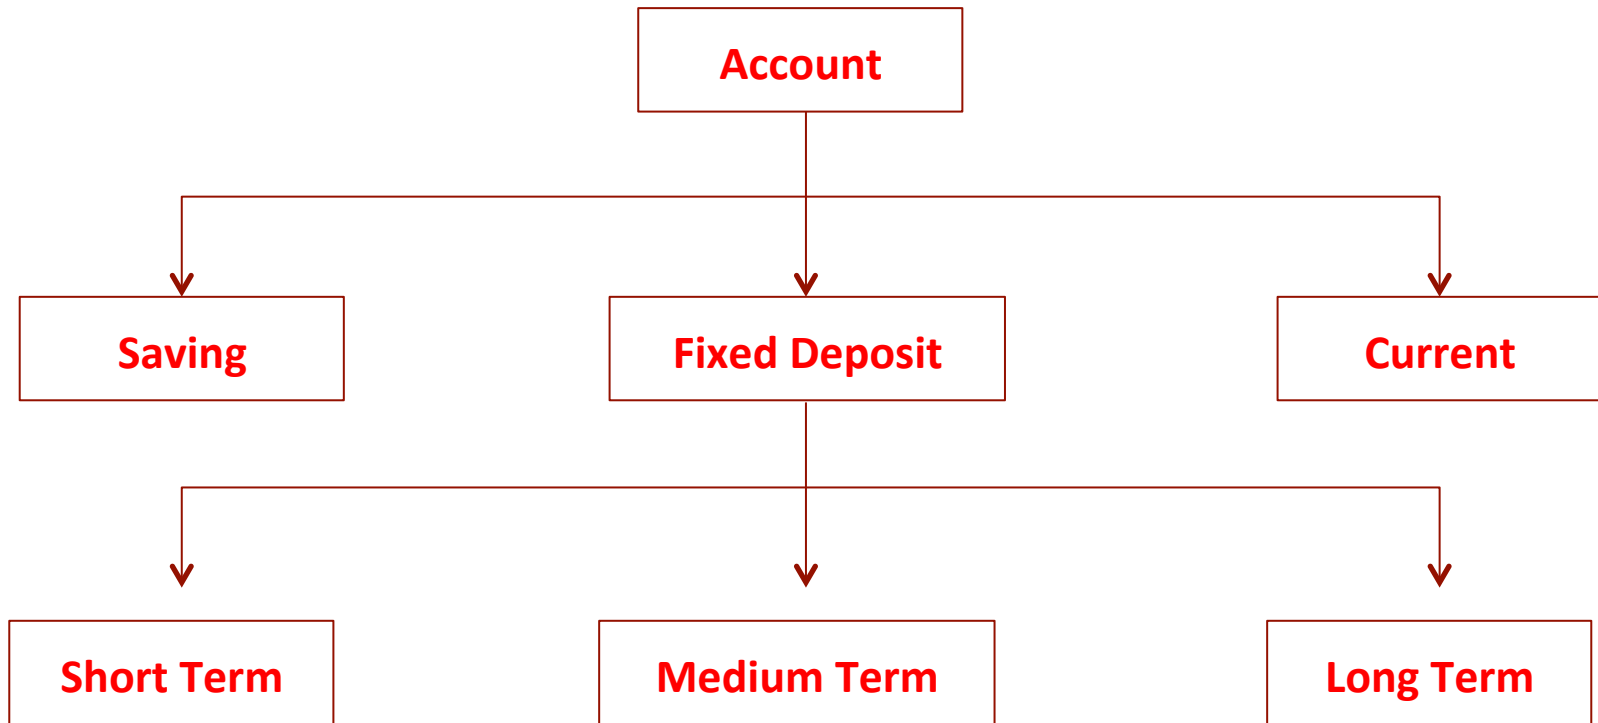 Account
Saving
Fixed Deposit
Current
Short Term
Medium Term
Long Term